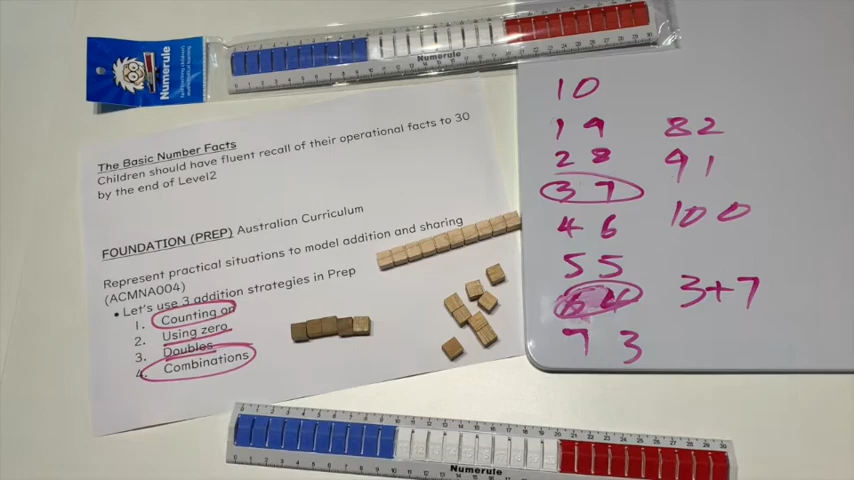 Numerule
Numerule
The Basic Number Facts
Children should have fluent recall of their operational facts to 30
by the end of Level2
FOUNDATION (PREP) Australian Curriculum
Represent practical situations to model addition and sharing
(ACMNA004)
• Let's use 3 addition strategies in Prep
1. Counting on
2. Using zero
3. Doubles
4. Combinations
10
1 9
2 8
3 7
4 6
5 5
6 4
7 3
8 2
9 1
10 0
3+7
Numerule